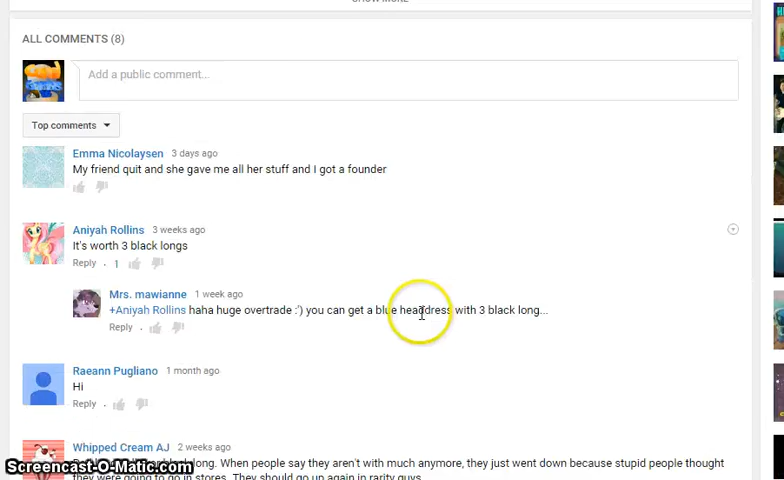 SHOW MORE
ALL COMMENTS (8)
Add a public comment...
Top comments
Emma Nicolaysen 3 days ago
My friend quit and she gave me all her stuff and I got a founder
Aniyah Rollins 3 weeks ago
It's worth 3 black longs
Reply . 1
Mrs. mawianne 1 week ago
+Aniyah Rollins haha huge overtrade :') you can get a blue headdress with 3 black long...
Reply .
Raeann Pugliano 1 month ago
Hi
Reply .
Whipped Cream AJ 2 weeks ago
long. When people say they aren't with much anymore, they just went down because stupid people thought
they were going to go in stores. They should go up again in rarity guys
Screencast-O-Matic.com